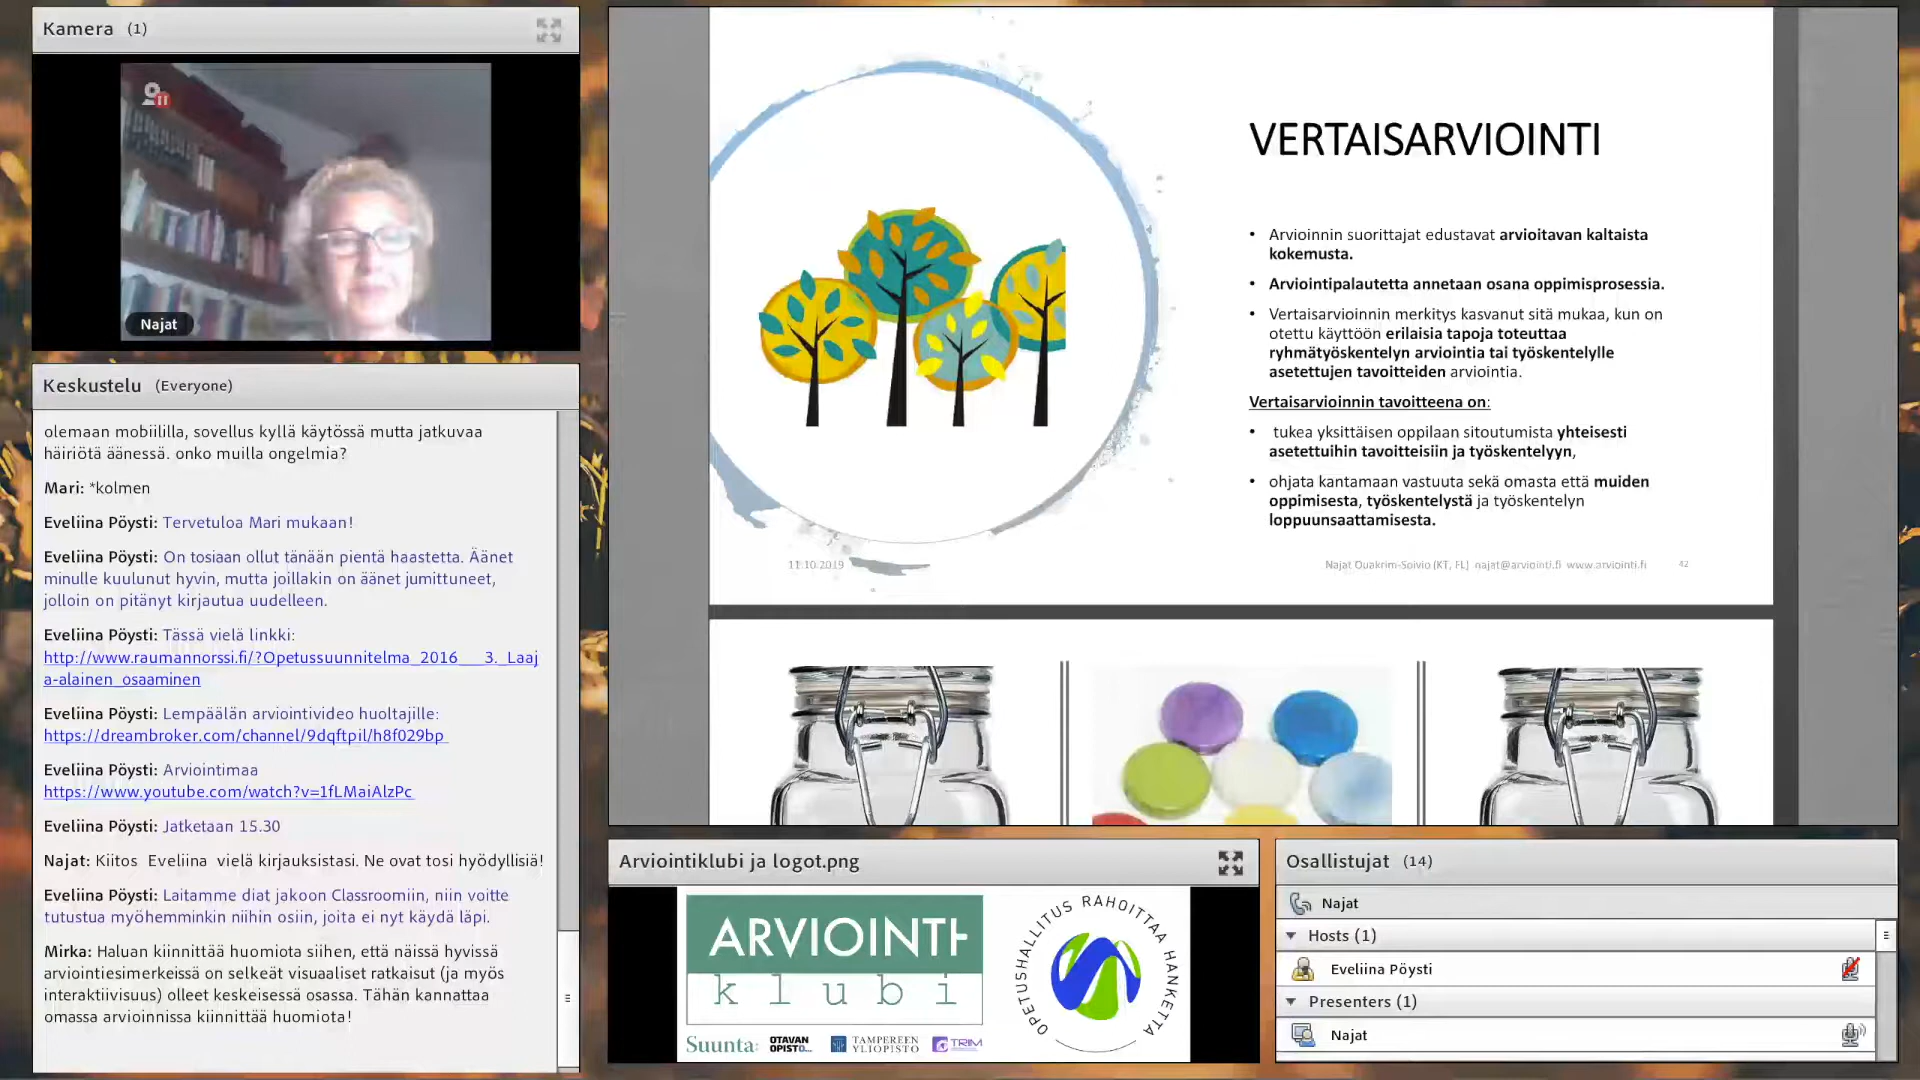 Kamera (1)
Najat
Keskustelu (Everyone)
olemaan mobiililla, sovellus kyllä käytössä mutta jatkuvaa
häiriötä äänessä. onko muilla ongelmia?
Mari: *kolmen
Eveliina Pöysti: Tervetuloa Mari mukaan!
Eveliina Pöysti: On tosiaan ollut tänään pientä haastetta. Äänet
minulle kuulunut hyvin, mutta joillakin on äänet jumittuneet,
jolloin on pitänyt kirjautua uudelleen.
Eveliina Pöysti: Tässä vielä linkki:
http://www.raumannorssi.fi/?Opetussuunnitelma_2016___3._Laaj
a-alainen_osaaminen
Eveliina Pöysti: Lempäälän arviointivideo huoltajille:
https://dreambroker.com/channel/9dqftpil/h8f029bp
Eveliina Pöysti: Arviointimaa
https://www.youtube.com/watch?v=1fLMaiAlzPc
Eveliina Pöysti: Jatketaan 15.30
Najat: Kiitos Eveliina vielä kirjauksistasi. Ne ovat tosi hyödyllisiä!
Eveliina Pöysti: Laitamme diat jakoon Classroomiin, niin voitte
tutustua myöhemminkin niihin osiin, joita ei nyt käydä läpi.
Mirka: Haluan kiinnittää huomiota siihen, että näissä hyvissä
arviointiesimerkeissä on selkeät visuaaliset ratkaisut (ja myös
interaktiivisuus) olleet keskeisessä osassa. Tähän kannattaa
omassa arvioinnissa kiinnittää huomiota!
VERTAISARVIOINTI
• Arvioinnin suorittajat edustavat arvioitavan kaltaista
kokemusta.
• Arviointipalautetta annetaan osana oppimisprosessia.
• Vertaisarvioinnin merkitys kasvanut sitä mukaa, kun on
otettu käyttöön erilaisia tapoja toteuttaa
ryhmätyöskentelyn arviointia tai työskentelylle
asetettujen tavoitteiden arviointia.
Vertaisarvioinnin tavoitteena on:
• tukea yksittäisen oppilaan sitoutumista yhteisesti
asetettuihin tavoitteisiin ja työskentelyyn,
• ohjata kantamaan vastuuta sekä omasta että muiden
oppimisesta, työskentelystä ja työskentelyn
loppuunsaattamisesta.
11.10.2019
Najat Ouakrim-Soivio (KT, FL) najat@arviointi.fi www.arviointi.fi
42
Arviointiklubi ja logot.png
ARVIOINTI
klubi
OPETUSHALLITUS RAHOITTAA HANKETTA
Suunta:
OTAVAN
OPISTO...
TAMPEREEN
YLIOPISTO
TRIM
Osallistujat (14)
Najat
Hosts (1)
Eveliina Pöysti
Presenters (1)
Najat